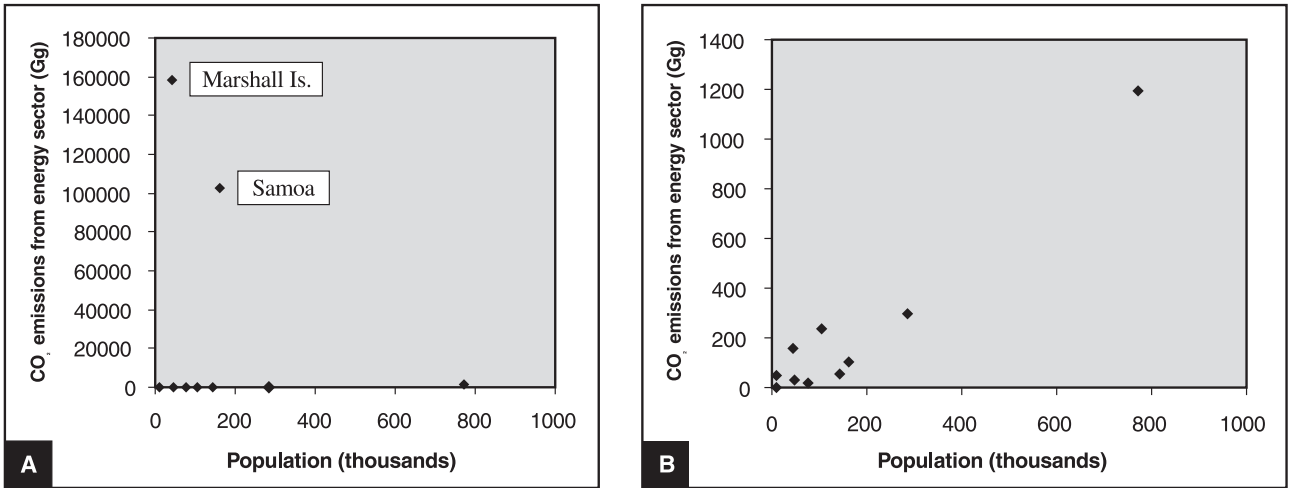 CO₂ emissions from energy sector (Gg)
180000
160000
140000
120000
100000
80000
60000
40000
20000
0
Marshall Is.
Samoa
0 200 400 600 800 1000
Population (thousands)
A
CO₂ emissions from energy sector (Gg)
1400
1200
1000
800
600
400
200
0
0 200 400 600 800 1000
Population (thousands)
B